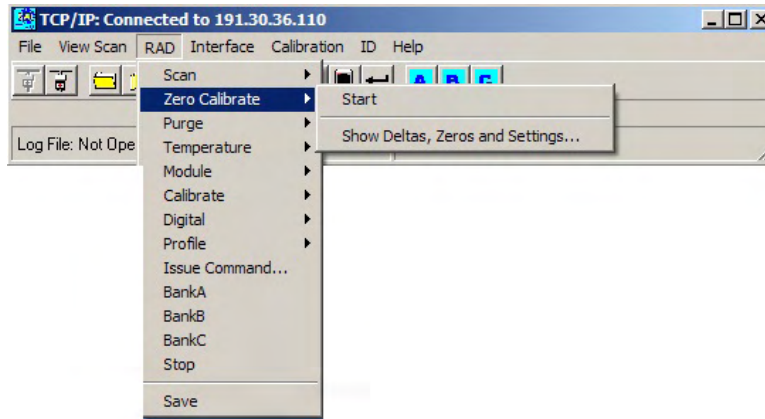 TCP/IP: Connected to 191.30.36.110
File View Scan RAD Interface Calibration ID Help
A B C
Log File: Not Ope
Scan
Zero Calibrate
Purge
Temperature
Module
Calibrate
Digital
Profile
Issue Command...
BankA
BankB
BankC
Stop
Save
Start
Show Deltas, Zeros and Settings...